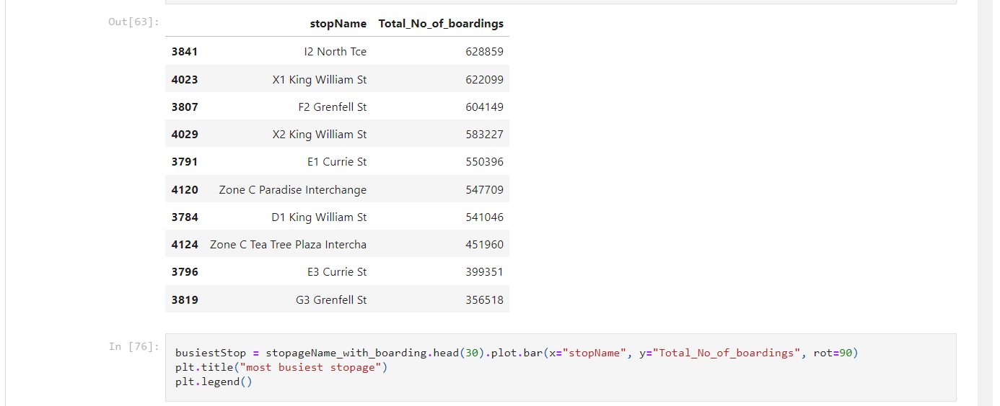 Out[63]:
stopName Total_No_of_boardings
3841 I2 North Tce 628859
4023 X1 King William St 622099
3807 F2 Grenfell St 604149
4029 X2 King William St 583227
3791 E1 Currie St 550396
4120 Zone C Paradise Interchange 547709
3784 D1 King William St 541046
4124 Zone C Tea Tree Plaza Intercha 451960
3796 E3 Currie St 399351
3819 G3 Grenfell St 356518
In [76]:
busiestStop = stopageName_with_boarding.head(30).plot.bar(x="stopName", y="Total_No_of_boardings", rot=90)
plt.title("most busiest stopage")
plt.legend()